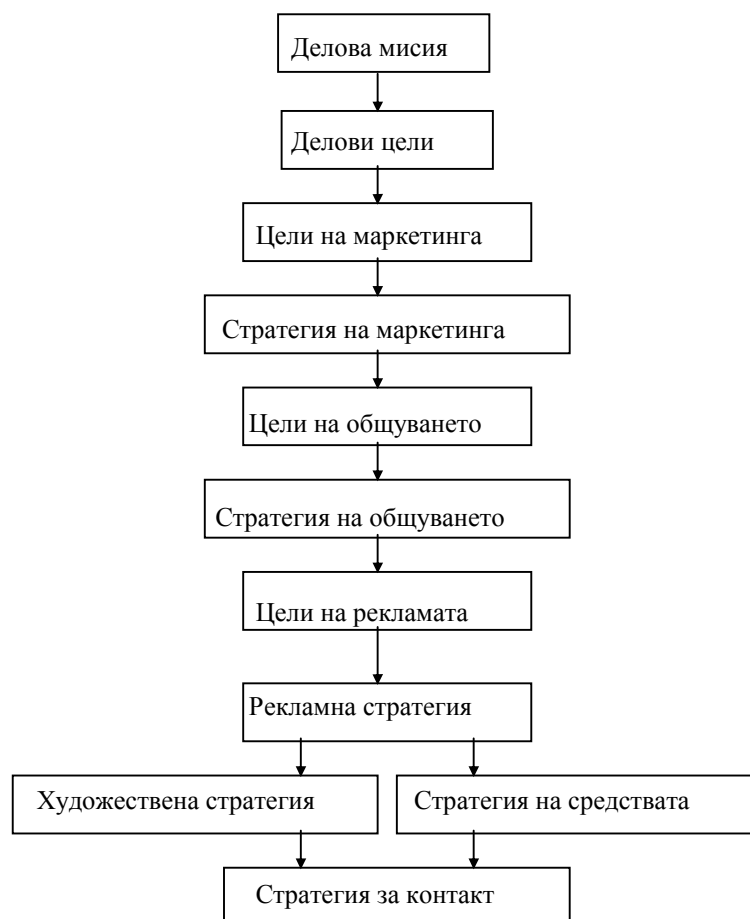 Делова мисия
Делови цели
Цели на маркетинга
Стратегия на маркетинга
Цели на общуването
Стратегия на общуването
Цели на рекламата
Рекламна стратегия
Художествена стратегия
Стратегия на средствата
Стратегия за контакт